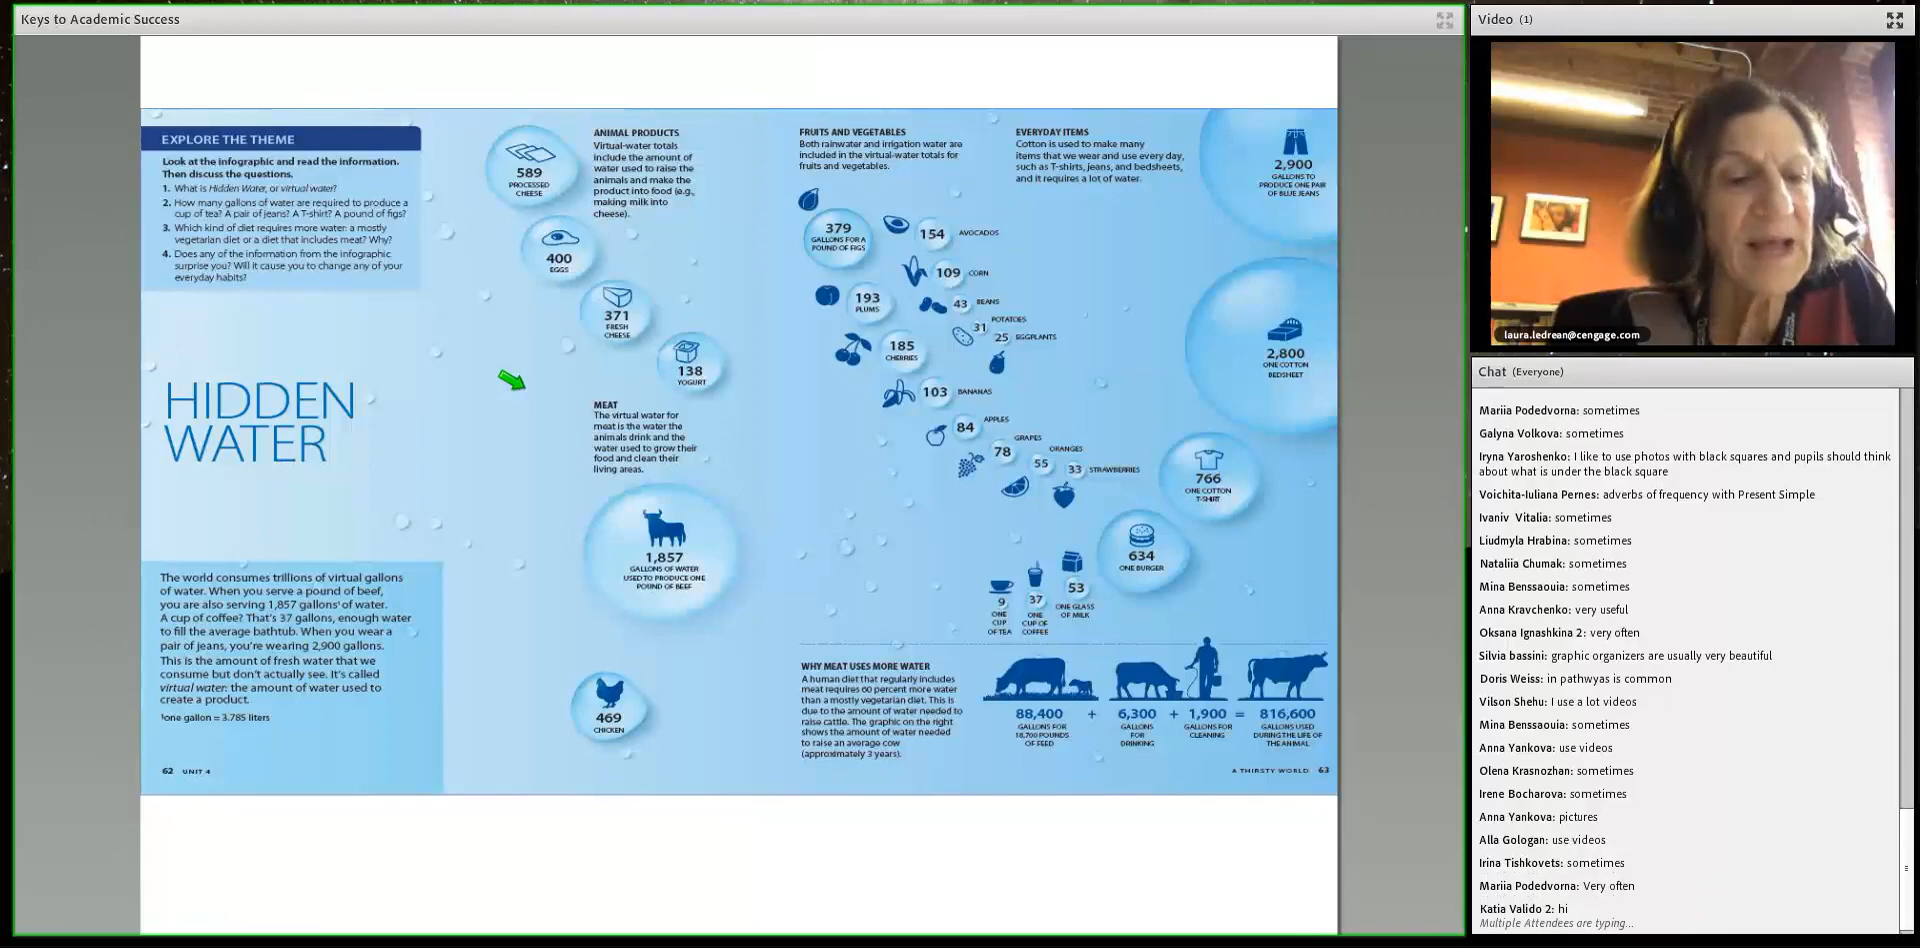 Keys to Academic Success
EXPLORE THE THEME
Look at the infographic and read the information.
Then discuss the questions.
1. What is Hidden Water, or virtual water?
2. How many gallons of water are required to produce a
cup of tea? A pair of jeans? A T-shirt? A pound of figs?
3. Which kind of diet requires more water: a mostly
vegetarian diet or a diet that includes meat? Why?
4. Does any of the information from the infographic
surprise you? Will it cause you to change any of your
everyday habits?
HIDDEN
WATER
The world consumes trillions of virtual gallons
of water. When you serve a pound of beef,
you are also serving 1,857 gallons¹ of water.
A cup of coffee? That's 37 gallons, enough water
to fill the average bathtub. When you wear a
pair of jeans, you're wearing 2,900 gallons.
This is the amount of fresh water that we
consume but don't actually see. It's called
virtual water: the amount of water used to
create a product.
¹one gallon = 3.785 liters
62 UNIT 4
589
PROCESSED
CHEESE
400
EGGS
371
FRESH
CHEESE
138
YOGURT
ANIMAL PRODUCTS
Virtual-water totals
include the amount of
water used to raise the
animals and make the
product into food (e.g.,
making milk into
cheese).
MEAT
The virtual water for
meat is the water the
animals drink and the
water used to grow their
food and clean their
living areas.
1,857
GALLONS OF WATER
USED TO PRODUCE ONE
POUND OF BEEF
469
CHICKEN
FRUITS AND VEGETABLES
Both rainwater and irrigation water are
included in the virtual-water totals for
fruits and vegetables.
379
GALLONS FOR A
POUND OF FIGS
154 AVOCADOS
109 CORN
193
PLUMS
43 BEANS
POTATOES
31
25 EGGPLANTS
185
CHERRIES
103 BANANAS
APPLES
84
GRAPES
78
ORANGES
55
33 STRAWBERRIES
EVERYDAY ITEMS
Cotton is used to make many
items that we wear and use every day,
such as T-shirts, jeans, and bedsheets,
and it requires a lot of water.
2,900
GALLONS TO
PRODUCE ONE PAIR
OF BLUE JEANS
2,800
ONE COTTON
BEDSHEET
766
ONE COTTON
T-SHIRT
634
ONE BURGER
53
ONE GLASS
OF MILK
37
ONE
CUP OF
COFFEE
9
ONE
CUP
OF TEA
WHY MEAT USES MORE WATER
A human diet that regularly includes
meat requires 60 percent more water
than a mostly vegetarian diet. This is
due to the amount of water needed to
raise cattle. The graphic on the right
shows the amount of water needed
to raise an average cow
(approximately 3 years).
88,400 + 6,300 + 1,900 = 816,600
GALLONS FOR
18,700 POUNDS
OF FEED
GALLONS
FOR
DRINKING
GALLONS FOR
CLEANING
GALLONS USED
DURING THE LIFE OF
THE ANIMAL
A THIRSTY WORLD 63
Video (1)
laura.ledrean@cengage.com
Chat (Everyone)
Mariia Podedvorna: sometimes
Galyna Volkova: sometimes
Iryna Yaroshenko: I like to use photos with black squares and pupils should think
about what is under the black square
Voichita-Iuliana Pernes: adverbs of frequency with Present Simple
Ivaniv Vitalia: sometimes
Liudmyla Hrabina: sometimes
Nataliia Chumak: sometimes
Mina Benssaouia: sometimes
Anna Kravchenko: very useful
Oksana Ignashkina 2: very often
Silvia bassini: graphic organizers are usually very beautiful
Doris Weiss: in pathwyas is common
Vilson Shehu: I use a lot videos
Mina Benssaouia: sometimes
Anna Yankova: use videos
Olena Krasnozhan: sometimes
Irene Bocharova: sometimes
Anna Yankova: pictures
Alla Gologan: use videos
Irina Tishkovets: sometimes
Mariia Podedvorna: Very often
Katia Valido 2: hi
Multiple Attendees are typing...